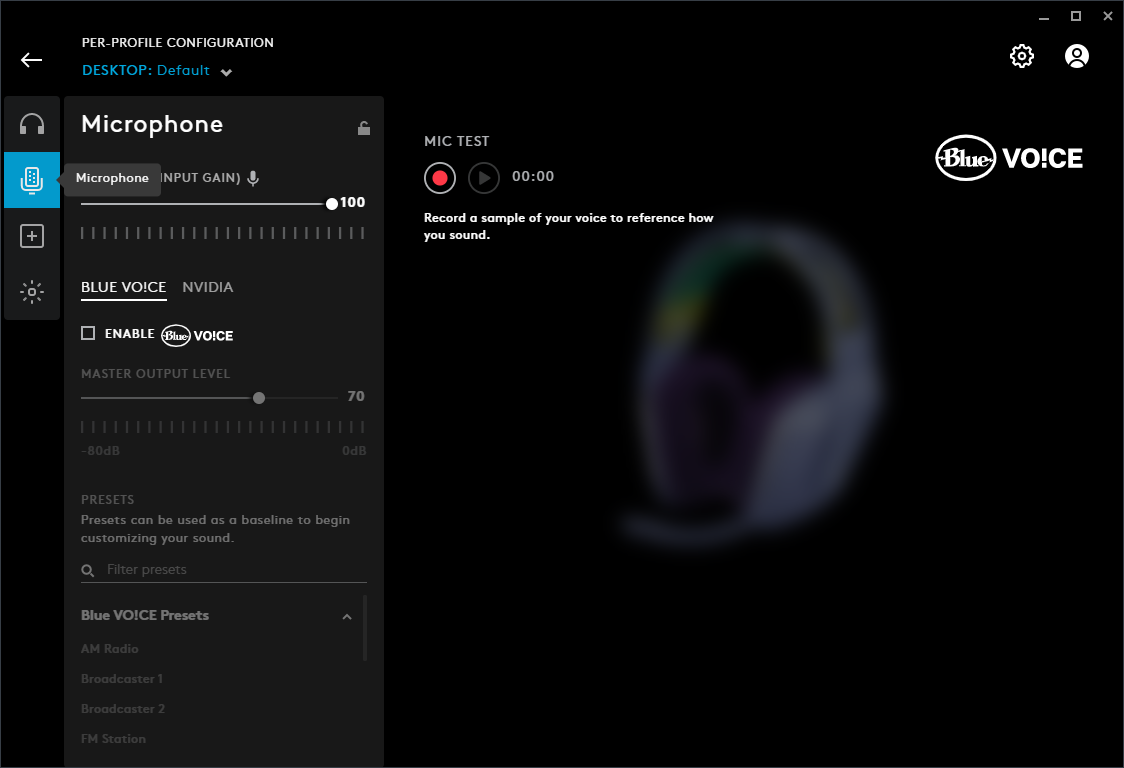 PER-PROFILE CONFIGURATION
DESKTOP: Default
Microphone
Microphone
INPUT GAIN)
100
BLUE VO!CE NVIDIA
ENABLE Blue VO!CE
MASTER OUTPUT LEVEL
70
-80dB 0dB
PRESETS
Presets can be used as a baseline to begin
customizing your sound.
Filter presets
Blue VO!CE Presets
AM Radio
Broadcaster 1
Broadcaster 2
FM Station
MIC TEST
00:00
Record a sample of your voice to reference how
you sound.
Blue VO!CE